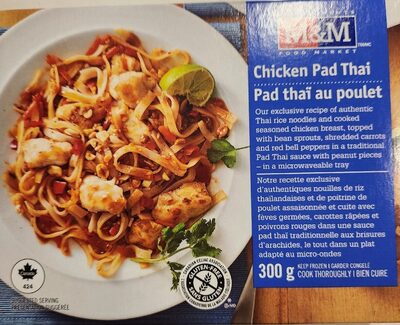 M&M
FOOD MARKET
Chicken Pad Thai
Pad thaï au poulet
Our exclusive recipe of authentic
Thai rice noodles and cooked
seasoned chicken breast, topped
with bean sprouts, shredded carrots
and red bell peppers in a traditional
Pad Thai sauce with peanut pieces
– in a microwaveable tray
Notre recette exclusive
d'authentiques nouilles de riz
thaïlandaises et de poitrine de
poulet assaisonnée et cuite avec
fèves germées, carottes râpées et
poivrons rouges dans une sauce
pad thaï traditionnelle aux brisures
d'arachides, le tout dans un plat
adapté au micro-ondes
300 g KEEP FROZEN | GARDER CONGELÉ
COOK THOROUGHLY | BIEN CUIRE
424
SUGGESTED SERVING
GLUTEN-FREE
SANS GLUTEN